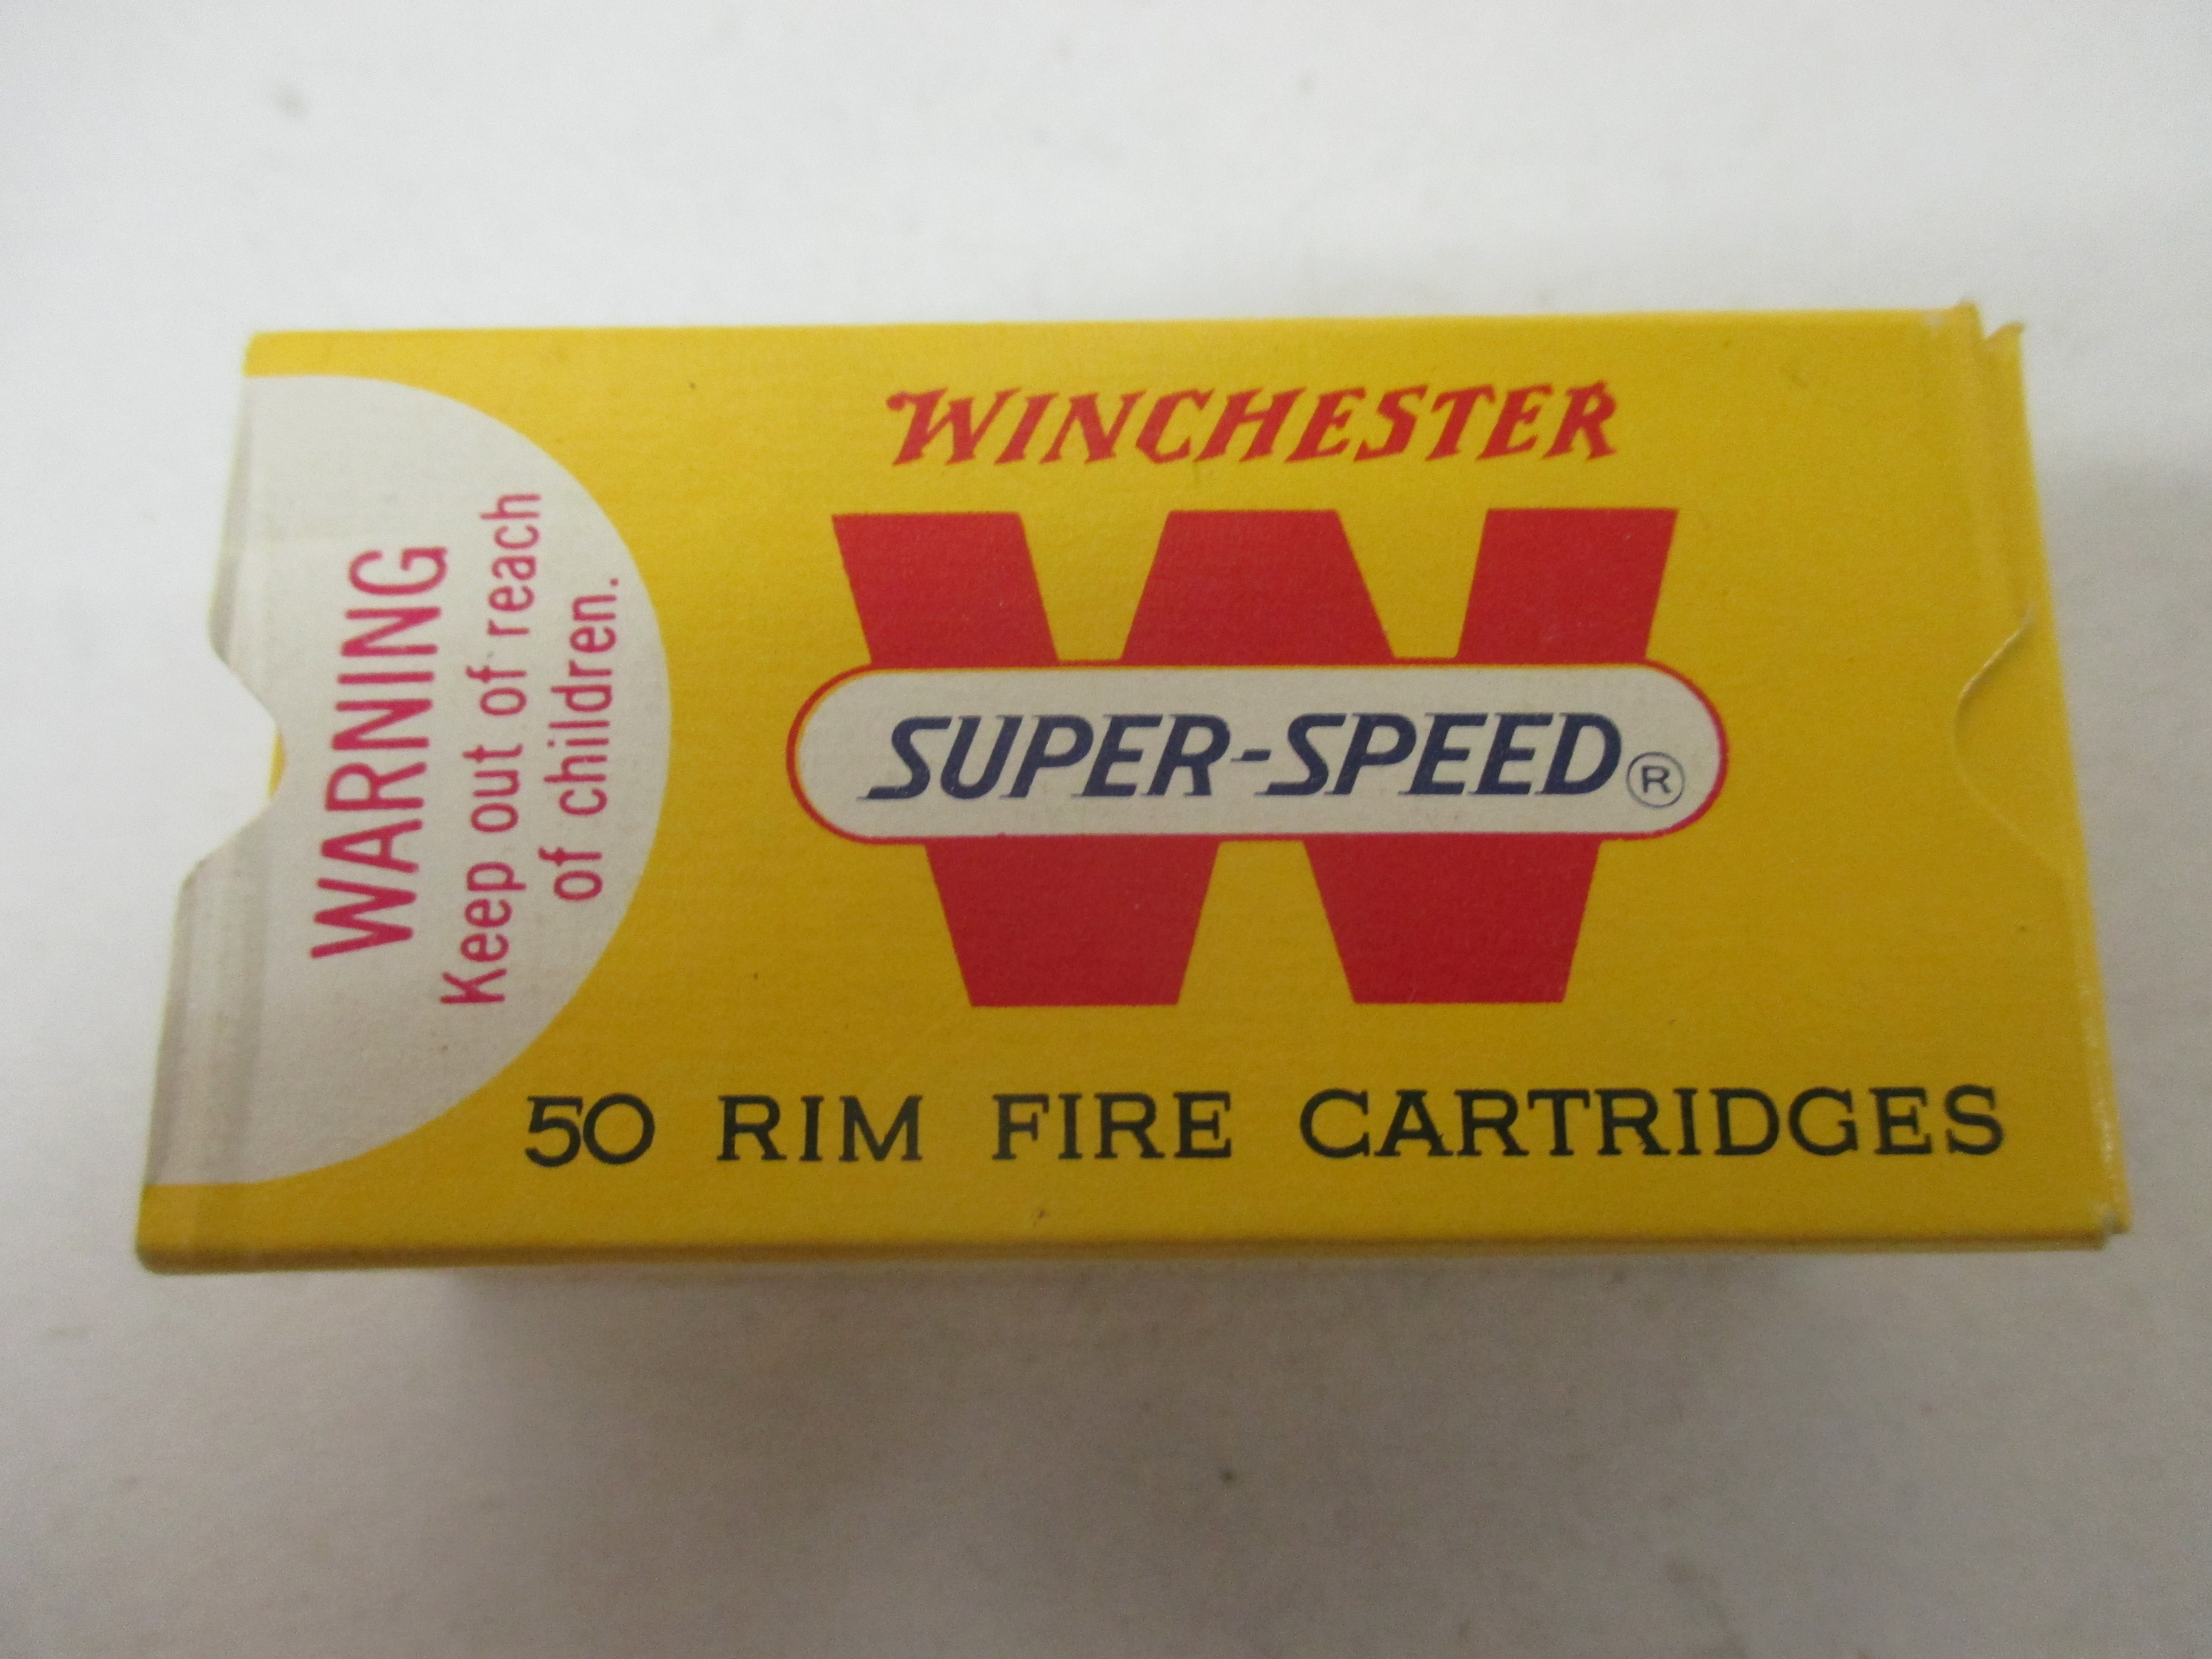 WINCHESTER
W
SUPER-SPEED®
50 RIM FIRE CARTRIDGES
WARNING
Keep out of reach
of children.